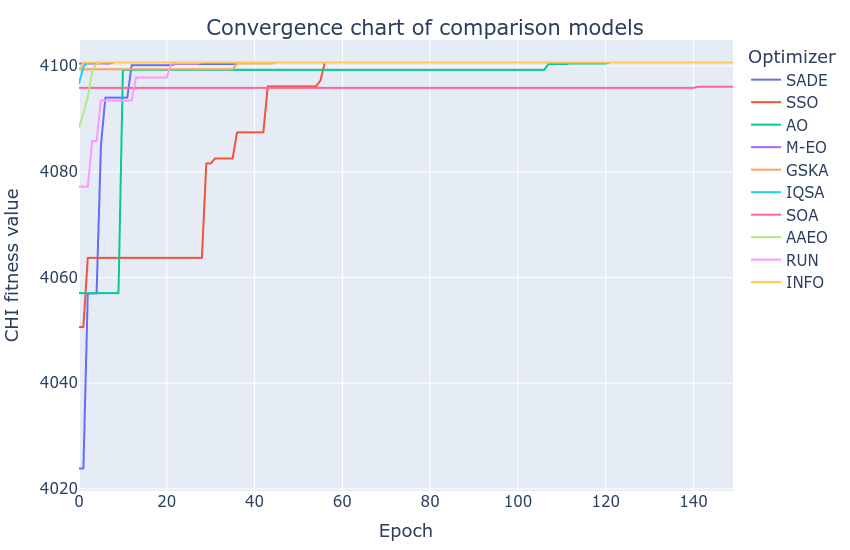 Convergence chart of comparison models
CHI fitness value
4100
4080
4060
4040
4020
0 20 40 60 80 100 120 140
Epoch
Optimizer
SADE
SSO
AO
M-EO
GSKA
IQSA
SOA
AAEO
RUN
INFO